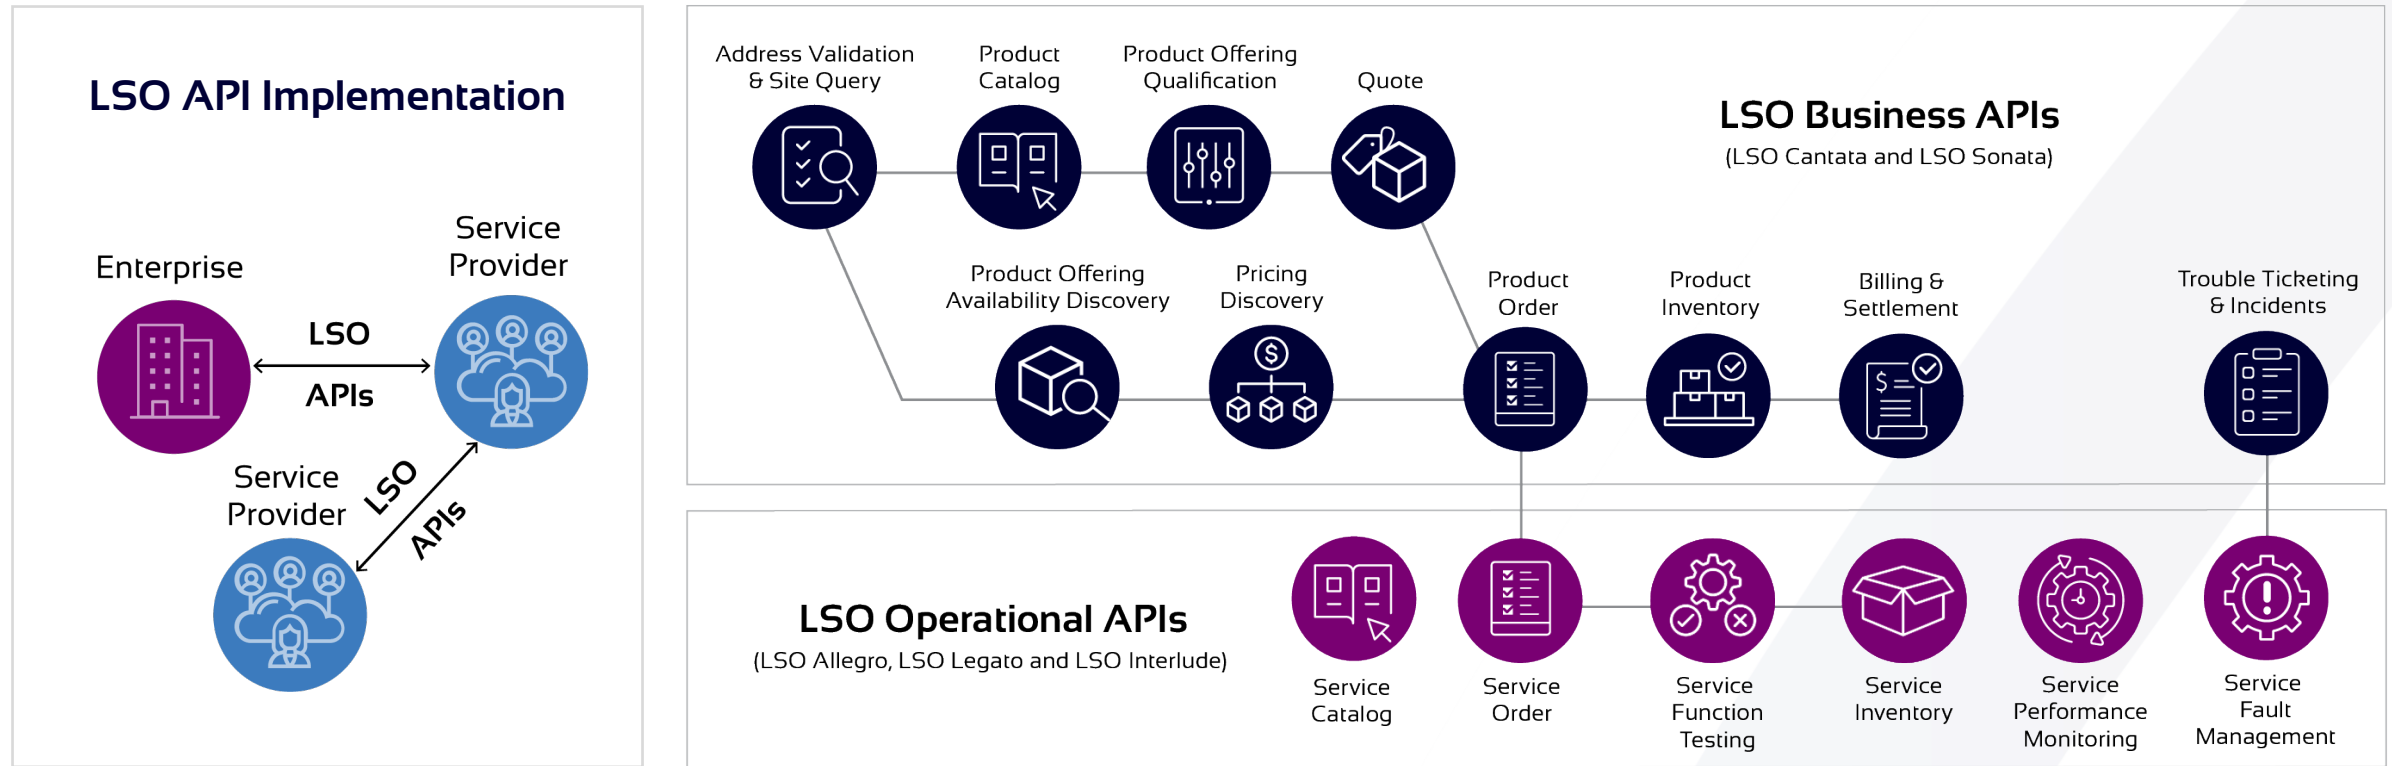 LSO API Implementation
Enterprise
Service
Provider
LSO
APIs
Service
Provider
LSO
APIs
Address Validation
& Site Query
Product
Catalog
Product Offering
Qualification
Quote
LSO Business APIs
(LSO Cantata and LSO Sonata)
Product Offering
Availability Discovery
Pricing
Discovery
$
Product
Order
Product
Inventory
Billing &
Settlement
$
Trouble Ticketing
& Incidents
LSO Operational APIs
(LSO Allegro, LSO Legato and LSO Interlude)
Service
Catalog
Service
Order
Service
Function
Testing
Service
Inventory
Service
Performance
Monitoring
!
Service
Fault
Management